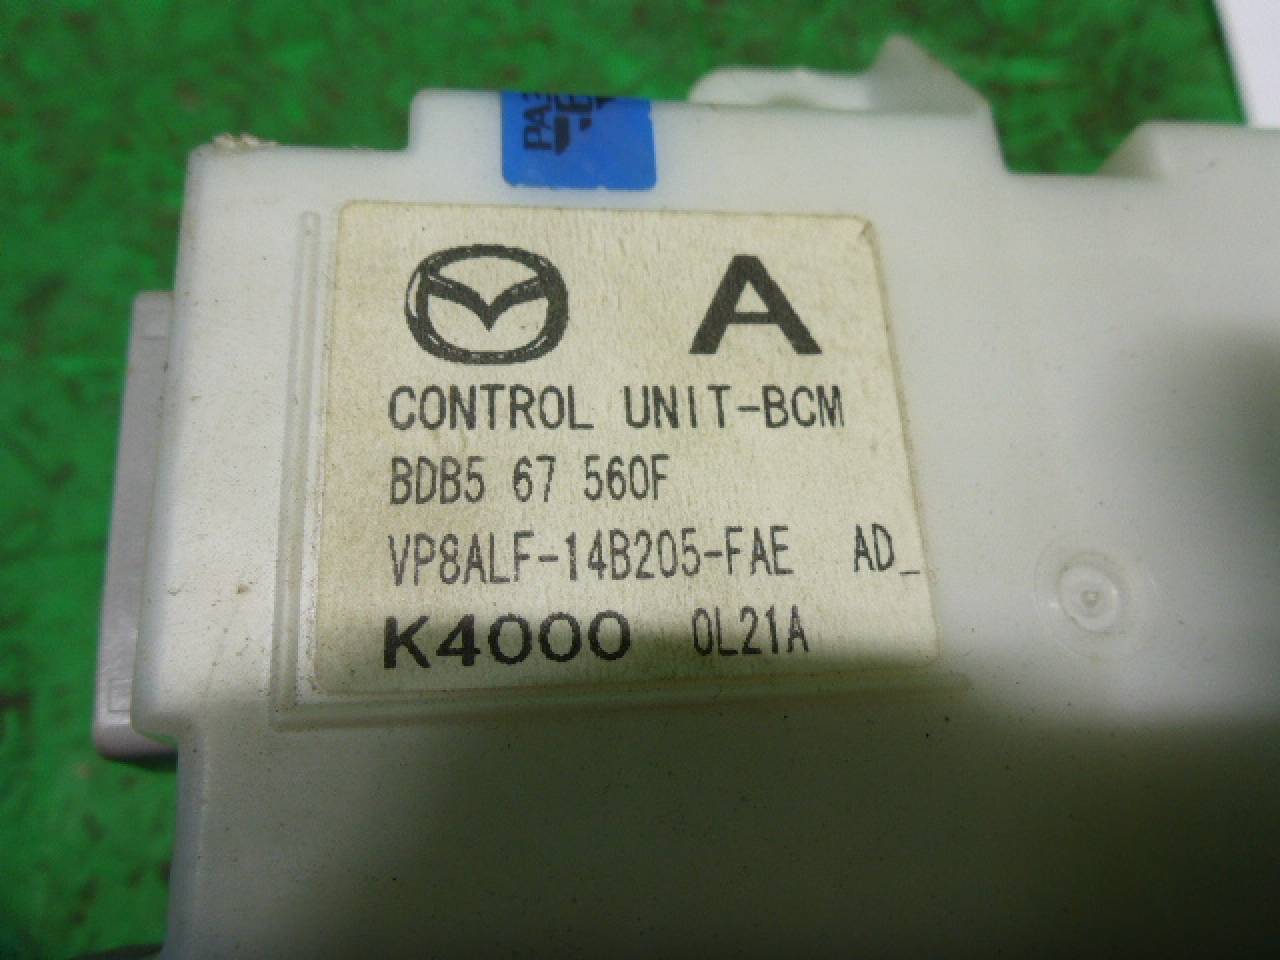 A
CONTROL UNIT-BCM
BDB5 67 560F
VP8ALF-14B205-FAE AD_
K4000 0L21A